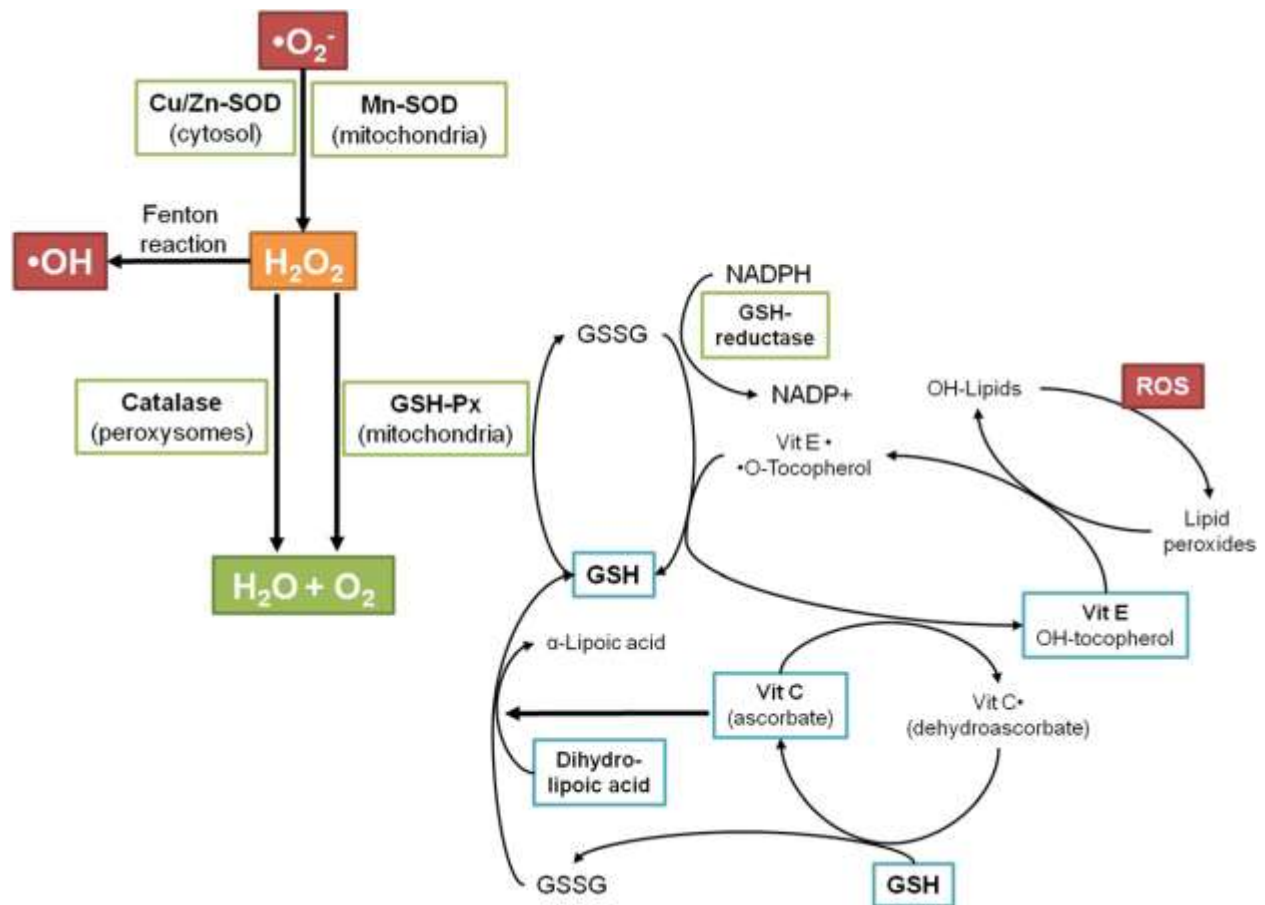 •O₂⁻
Cu/Zn-SOD
(cytosol)
Mn-SOD
(mitochondria)
Fenton
reaction
•OH
H₂O₂
Catalase
(peroxysomes)
GSH-Px
(mitochondria)
H₂O + O₂
NADPH
GSH-
reductase
GSSG
NADP+
OH-Lipids
ROS
Vit E •
•O-Tocopherol
Lipid
peroxides
GSH
Vit E
OH-tocopherol
α-Lipoic acid
Vit C
(ascorbate)
Vit C•
(dehydroascorbate)
Dihydro-
lipoic acid
GSSG
GSH